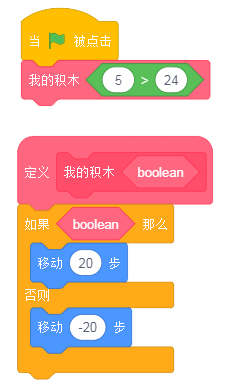 当 被点击
我的积木 5 > 24
定义 我的积木 boolean
如果 boolean 那么
移动 20 步
否则
移动 -20 步